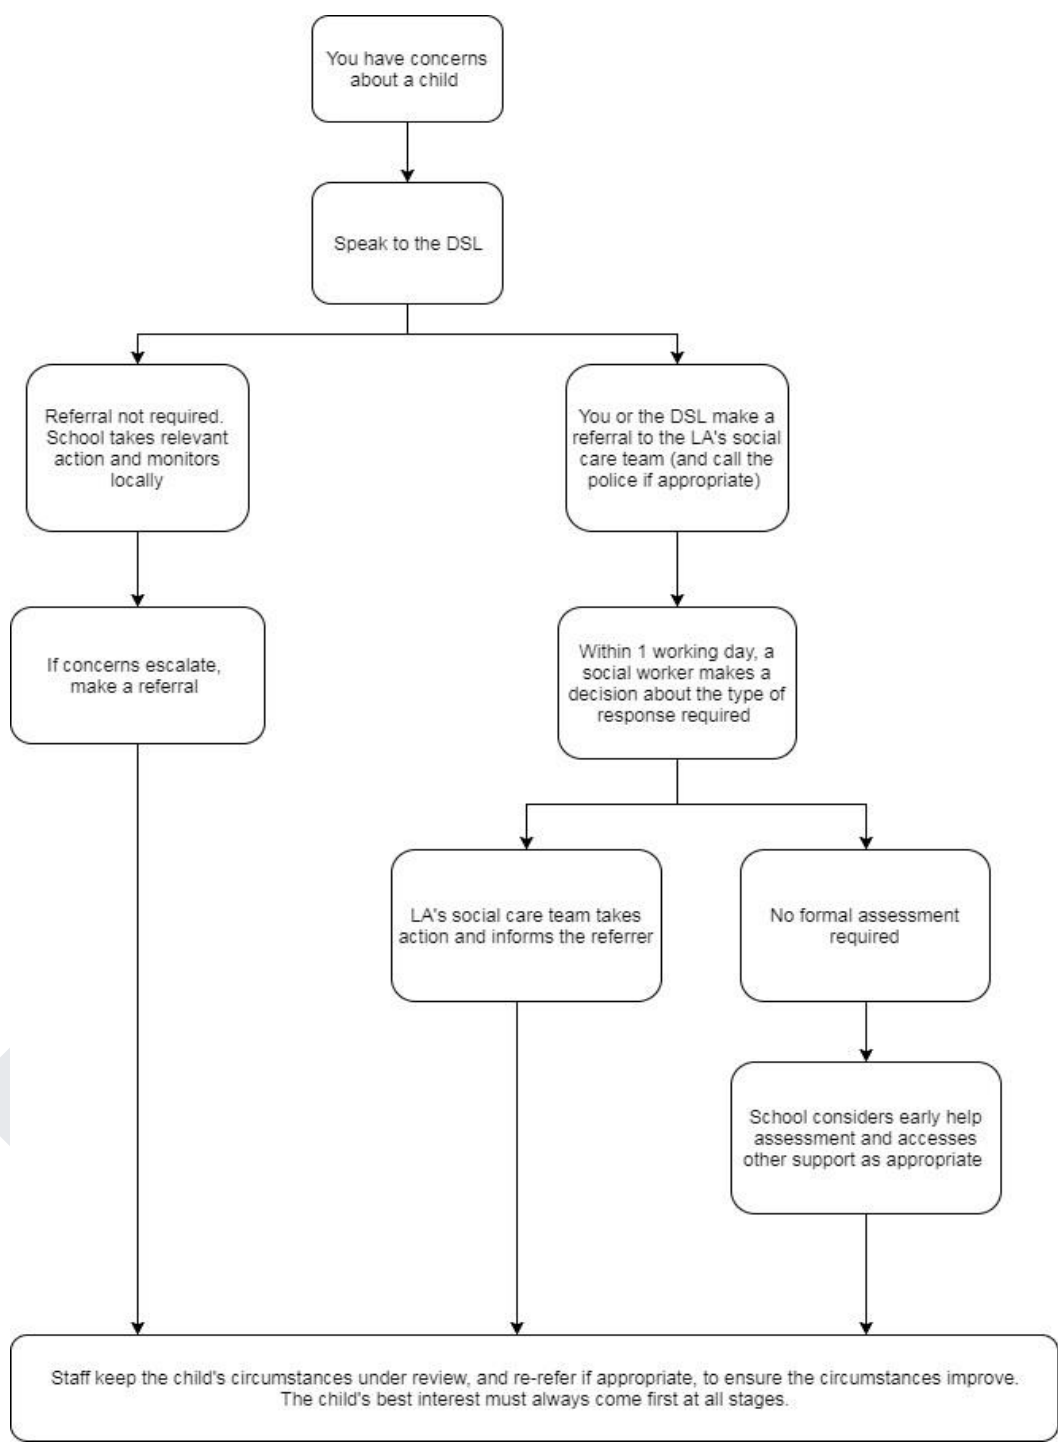 You have concerns
about a child
Speak to the DSL
Referral not required.
School takes relevant
action and monitors
locally
You or the DSL make a
referral to the LA's social
care team (and call the
police if appropriate)
If concerns escalate,
make a referral
Within 1 working day, a
social worker makes a
decision about the type of
response required
LA's social care team takes
action and informs the referrer
No formal assessment
required
School considers early help
assessment and accesses
other support as appropriate
Staff keep the child's circumstances under review, and re-refer if appropriate, to ensure the circumstances improve.
The child's best interest must always come first at all stages.